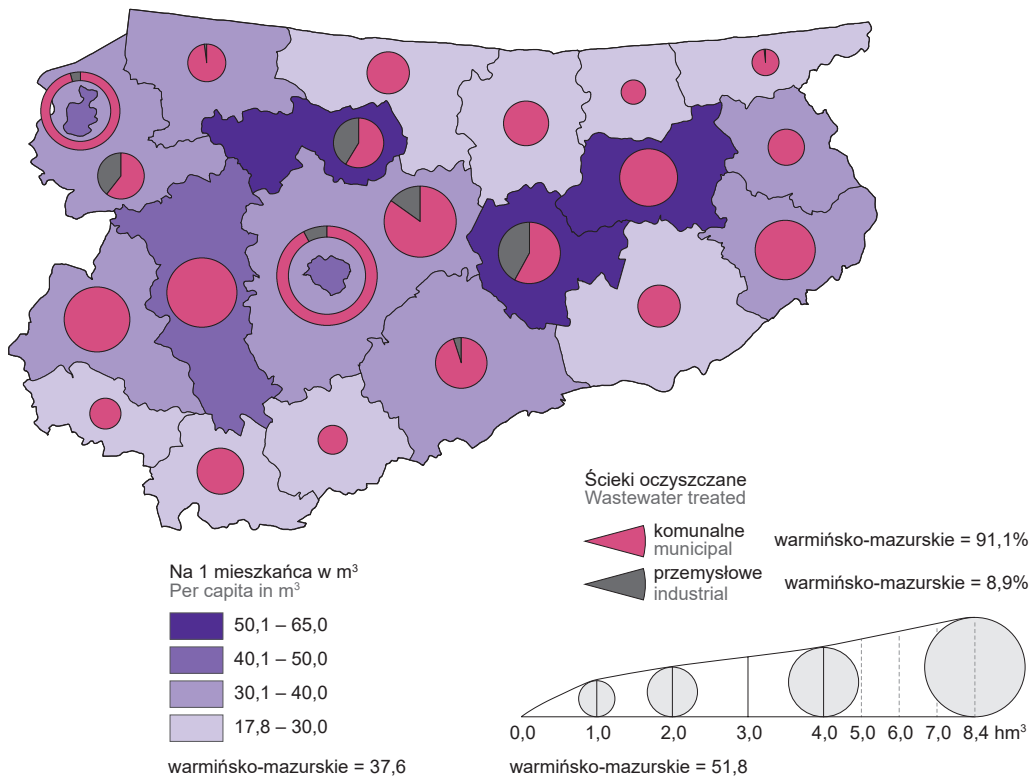 Ścieki oczyszczane
Wastewater treated
komunalne
municipal
warmińsko-mazurskie = 91,1%
przemysłowe
industrial
warmińsko-mazurskie = 8,9%
Na 1 mieszkańca w m³
Per capita in m³
50,1 – 65,0
40,1 – 50,0
30,1 – 40,0
17,8 – 30,0
warmińsko-mazurskie = 37,6
0,0 1,0 2,0 3,0 4,0 5,0 6,0 7,0 8,4 hm³
warmińsko-mazurskie = 51,8